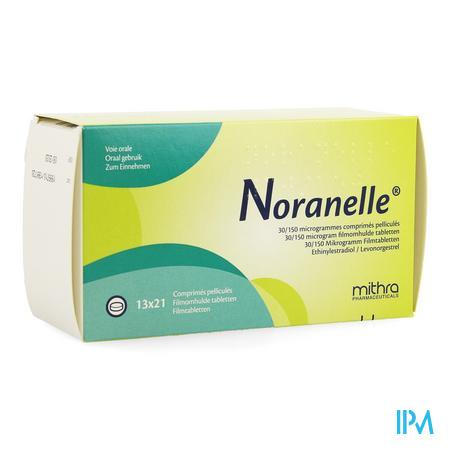 Voie orale
Oraal gebruik
Zum Einnehmen
Noranelle®
30/150 microgrammes comprimés pelliculés
30/150 microgram filmomhulde tabletten
30/150 Mikrogramm Filmtabletten
Ethinylestradiol / Levonorgestrel
13x21
Comprimés pelliculés
Filmomhulde tabletten
Filmtabletten
mithra
PHARMACEUTICALS
IPM